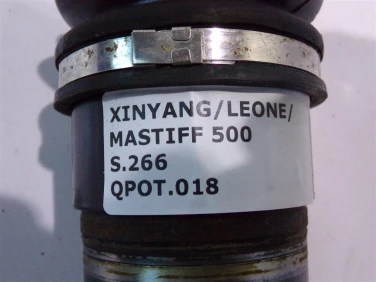 XINYANG/LEONE/
MASTIFF 500
S.266
QPOT.018